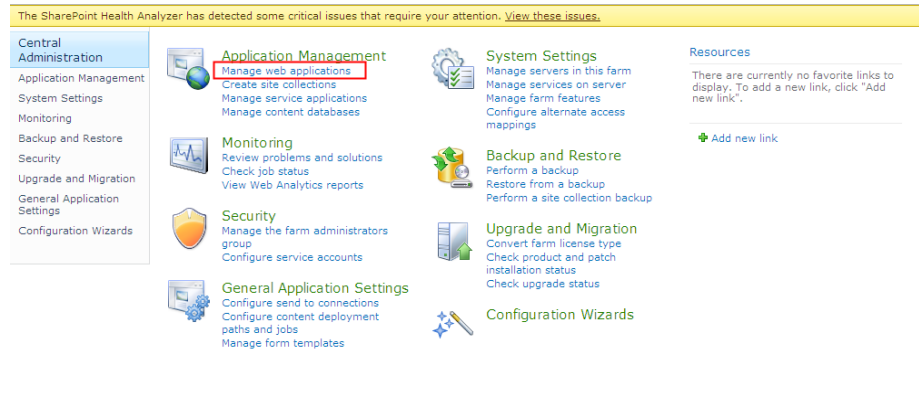 The SharePoint Health Analyzer has detected some critical issues that require your attention. View these issues.
Central
Administration
Application Management
System Settings
Monitoring
Backup and Restore
Security
Upgrade and Migration
General Application
Settings
Configuration Wizards
Application Management
Manage web applications
Create site collections
Manage service applications
Manage content databases
Monitoring
Review problems and solutions
Check job status
View Web Analytics reports
Security
Manage the farm administrators
group
Configure service accounts
General Application Settings
Configure send to connections
Configure content deployment
paths and jobs
Manage form templates
System Settings
Manage servers in this farm
Manage services on server
Manage farm features
Configure alternate access
mappings
Backup and Restore
Perform a backup
Restore from a backup
Perform a site collection backup
Upgrade and Migration
Convert farm license type
Check product and patch
installation status
Check upgrade status
Configuration Wizards
Resources
There are currently no favorite links to
display. To add a new link, click "Add
new link".
Add new link